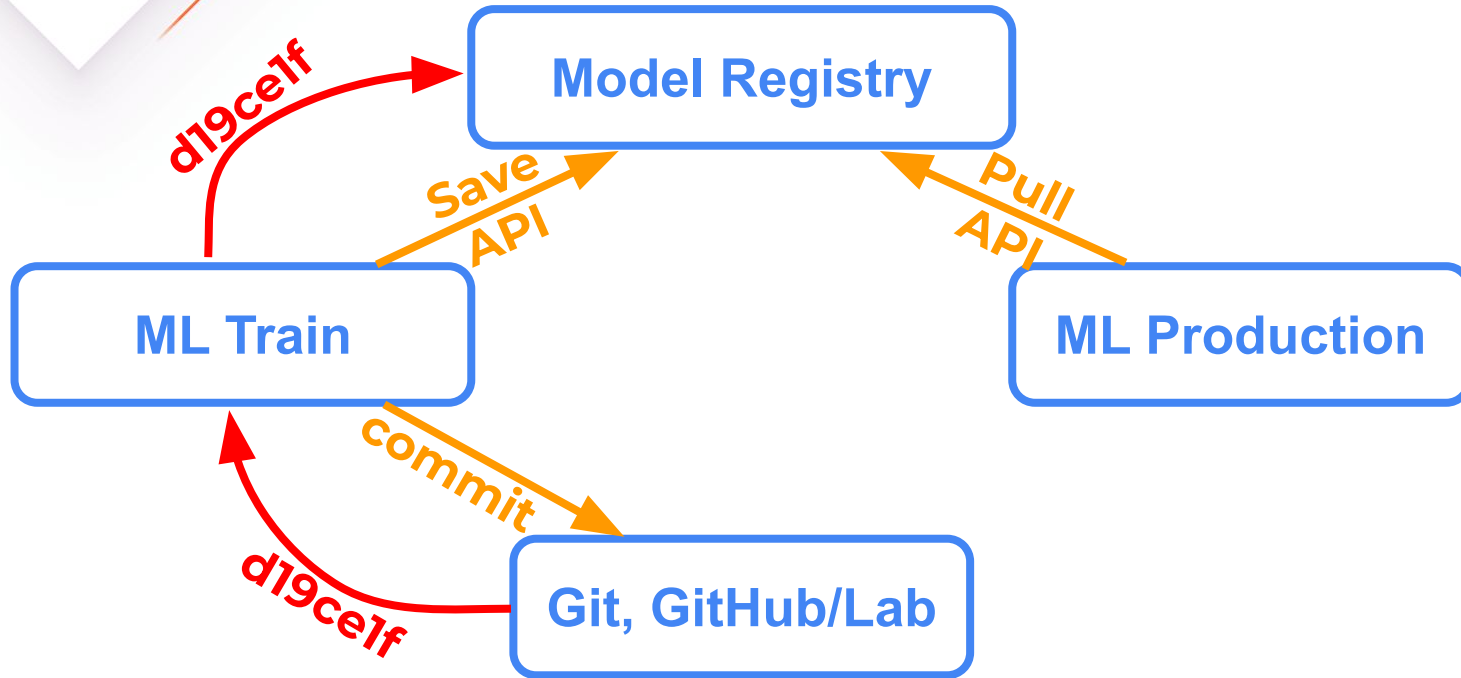 Model Registry
d19ce1f
Save
API
Pull
API
ML Train
ML Production
commit
d19ce1f
Git, GitHub/Lab